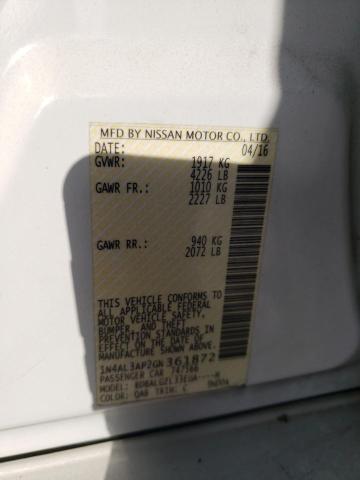 MFD BY NISSAN MOTOR CO., LTD.
DATE: 04/16
GVWR: 1917 KG
4226 LB
GAWR FR.: 1010 KG
2227 LB
GAWR RR.: 940 KG
2072 LB
THIS VEHICLE CONFORMS
TO ALL APPLICABLE FEDERAL
MOTOR VEHICLE SAFETY,
BUMPER, AND THEFT
PREVENTION STANDARDS IN
EFFECT ON THE DATE OF
MANUFACTURE SHOWN ABOVE.
1N4AL3AP2GN361872
PASSENGER CAR 747566
MODEL:
COLOR: QAB TRIM: C